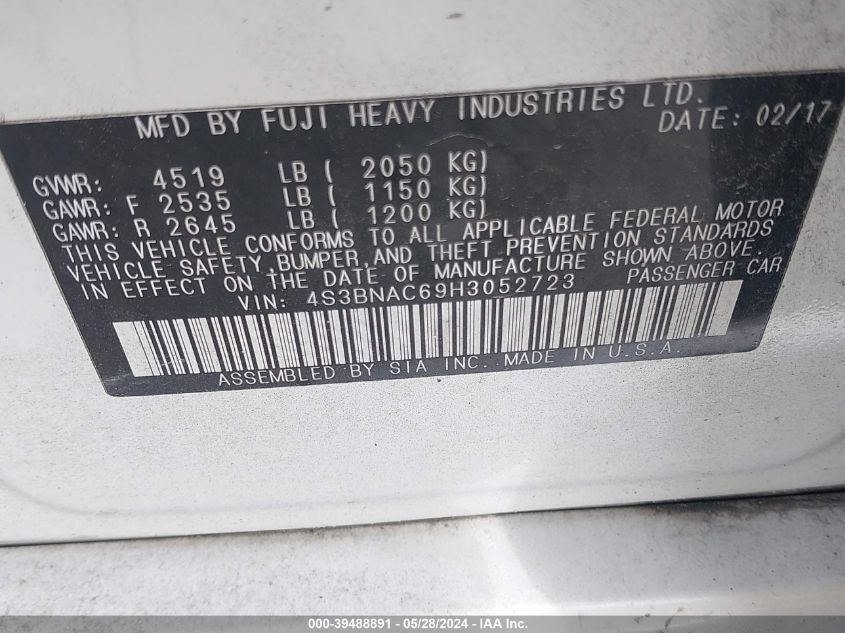 MFD BY FUJI HEAVY INDUSTRIES LTD.
DATE: 02/17
GVWR: 4519 LB ( 2050 KG)
GAWR: F 2535 LB ( 1150 KG)
GAWR: R 2645 LB ( 1200 KG)
THIS VEHICLE CONFORMS TO ALL APPLICABLE FEDERAL MOTOR
VEHICLE SAFETY,BUMPER,AND THEFT PREVENTION STANDARDS
IN EFFECT ON THE DATE OF MANUFACTURE SHOWN ABOVE.
VIN: 4S3BNAC69H3052723 PASSENGER CAR
ASSEMBLED BY SIA INC. MADE IN U.S.A.
000-39488891 - 05/28/2024 - IAA Inc.